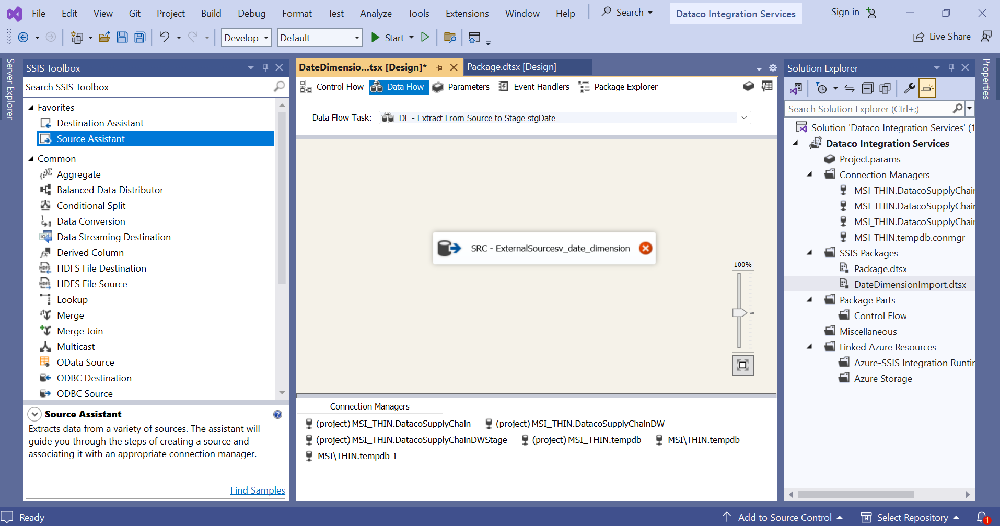 File Edit View Git Project Build Debug Format Test Analyze Tools Extensions Window Help Search Dataco Integration Services Sign in
Develop Default Start Live Share
Server Explorer
SSIS Toolbox
Search SSIS Toolbox
Favorites
Destination Assistant
Source Assistant
Common
Aggregate
Balanced Data Distributor
Conditional Split
Data Conversion
Data Streaming Destination
Derived Column
HDFS File Destination
HDFS File Source
Lookup
Merge
Merge Join
Multicast
OData Source
ODBC Destination
ODBC Source
Source Assistant
Extracts data from a variety of sources. The assistant will
guide you through the steps of creating a source and
associating it with an appropriate connection manager.
Find Samples
DateDimensio...tsx [Design]* Package.dtsx [Design]
Control Flow Data Flow Parameters Event Handlers Package Explorer
Data Flow Task: DF - Extract From Source to Stage stgDate
SRC - ExternalSourcesv_date_dimension
100%
Connection Managers
(project) MSI_THIN.DatacoSupplyChain (project) MSI_THIN.DatacoSupplyChainDW
(project) MSI_THIN.DatacoSupplyChainDWStage (project) MSI_THIN.tempdb MSI\THIN.tempdb
MSI\THIN.tempdb 1
Solution Explorer
Search Solution Explorer (Ctrl+;)
Solution 'Dataco Integration Services' (1
Dataco Integration Services
Project.params
Connection Managers
MSI_THIN.DatacoSupplyChain
MSI_THIN.DatacoSupplyChain
MSI_THIN.DatacoSupplyChain
MSI_THIN.tempdb.conmgr
SSIS Packages
Package.dtsx
DateDimensionImport.dtsx
Package Parts
Control Flow
Miscellaneous
Linked Azure Resources
Azure-SSIS Integration Runtin
Azure Storage
Properties
Ready Add to Source Control Select Repository 1